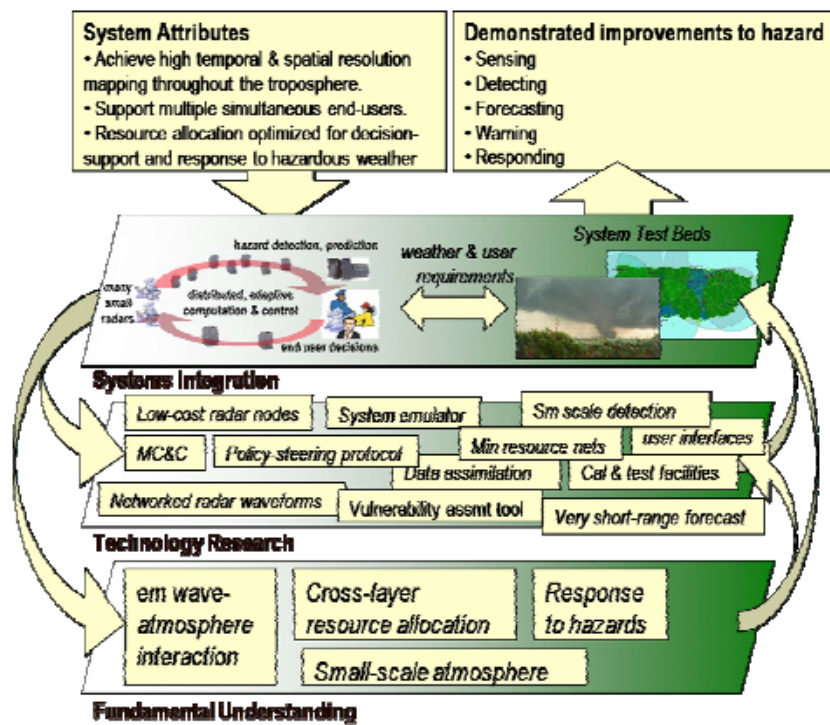 System Attributes
• Achieve high temporal & spatial resolution
mapping throughout the troposphere.
• Support multiple simultaneous end-users.
• Resource allocation optimized for decision-
support and response to hazardous weather
Demonstrated improvements to hazard
• Sensing
• Detecting
• Forecasting
• Warning
• Responding
hazard detection, prediction
many
small
radars
distributed, adaptive
computation & control
end user decisions
weather & user
requirements
System Test Beds
Systems Integration
Low-cost radar nodes
System emulator
Sm scale detection
MC&C
Policy-steering protocol
Min resource nets
user interfaces
Data assimilation
Cal & test facilities
Networked radar waveforms
Vulnerability assmt tool
Very short-range forecast
Technology Research
em wave-
atmosphere
interaction
Cross-layer
resource allocation
Response
to hazards
Small-scale atmosphere
Fundamental Understanding